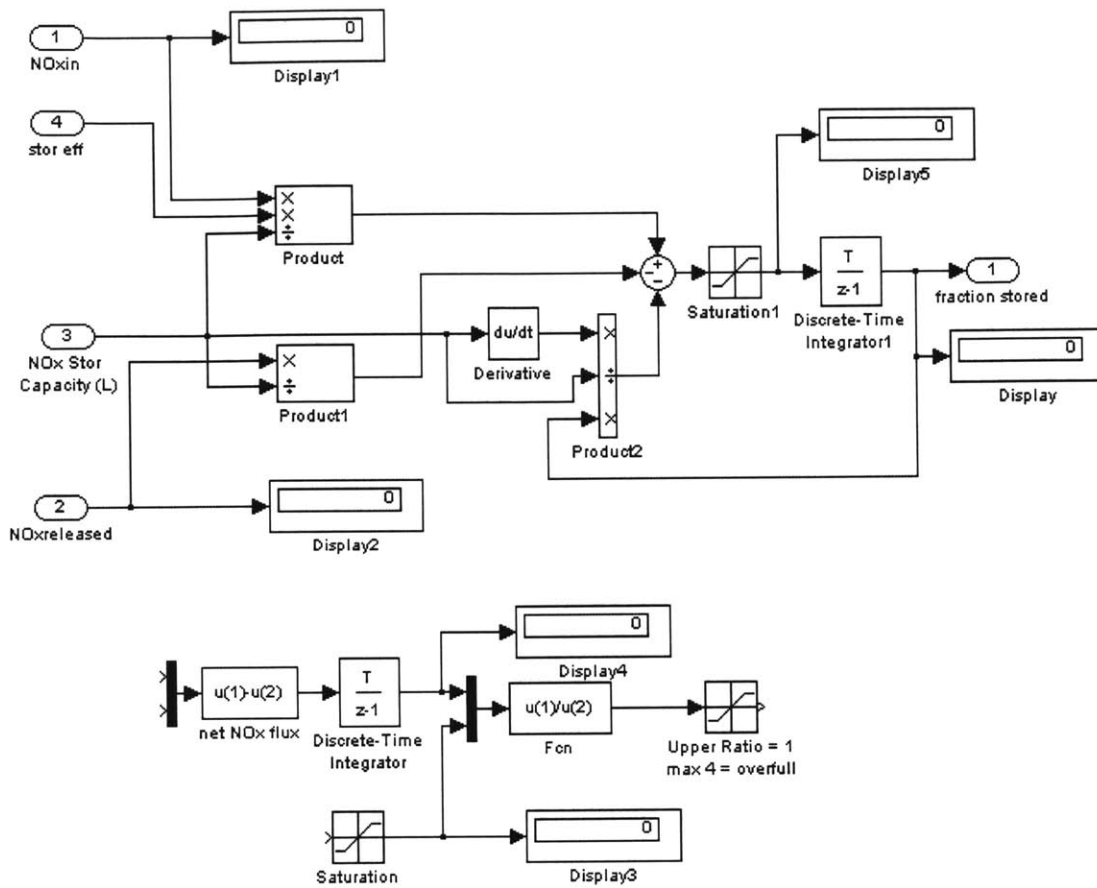 1
NOxin
0
Display1
4
stor eff
0
Display5
×
×
÷
Product
+
−
−
Saturation1
T
z-1
Discrete-Time
Integrator1
1
fraction stored
3
NOx Stor
Capacity (L)
du/dt
Derivative
×
÷
×
Product2
×
÷
Product1
0
Display
2
NOxreleased
0
Display2
0
Display4
u(1)-u(2)
net NOx flux
T
z-1
Discrete-Time
Integrator
u(1)/u(2)
Fcn
Upper Ratio = 1
max 4 = overfull
Saturation
0
Display3